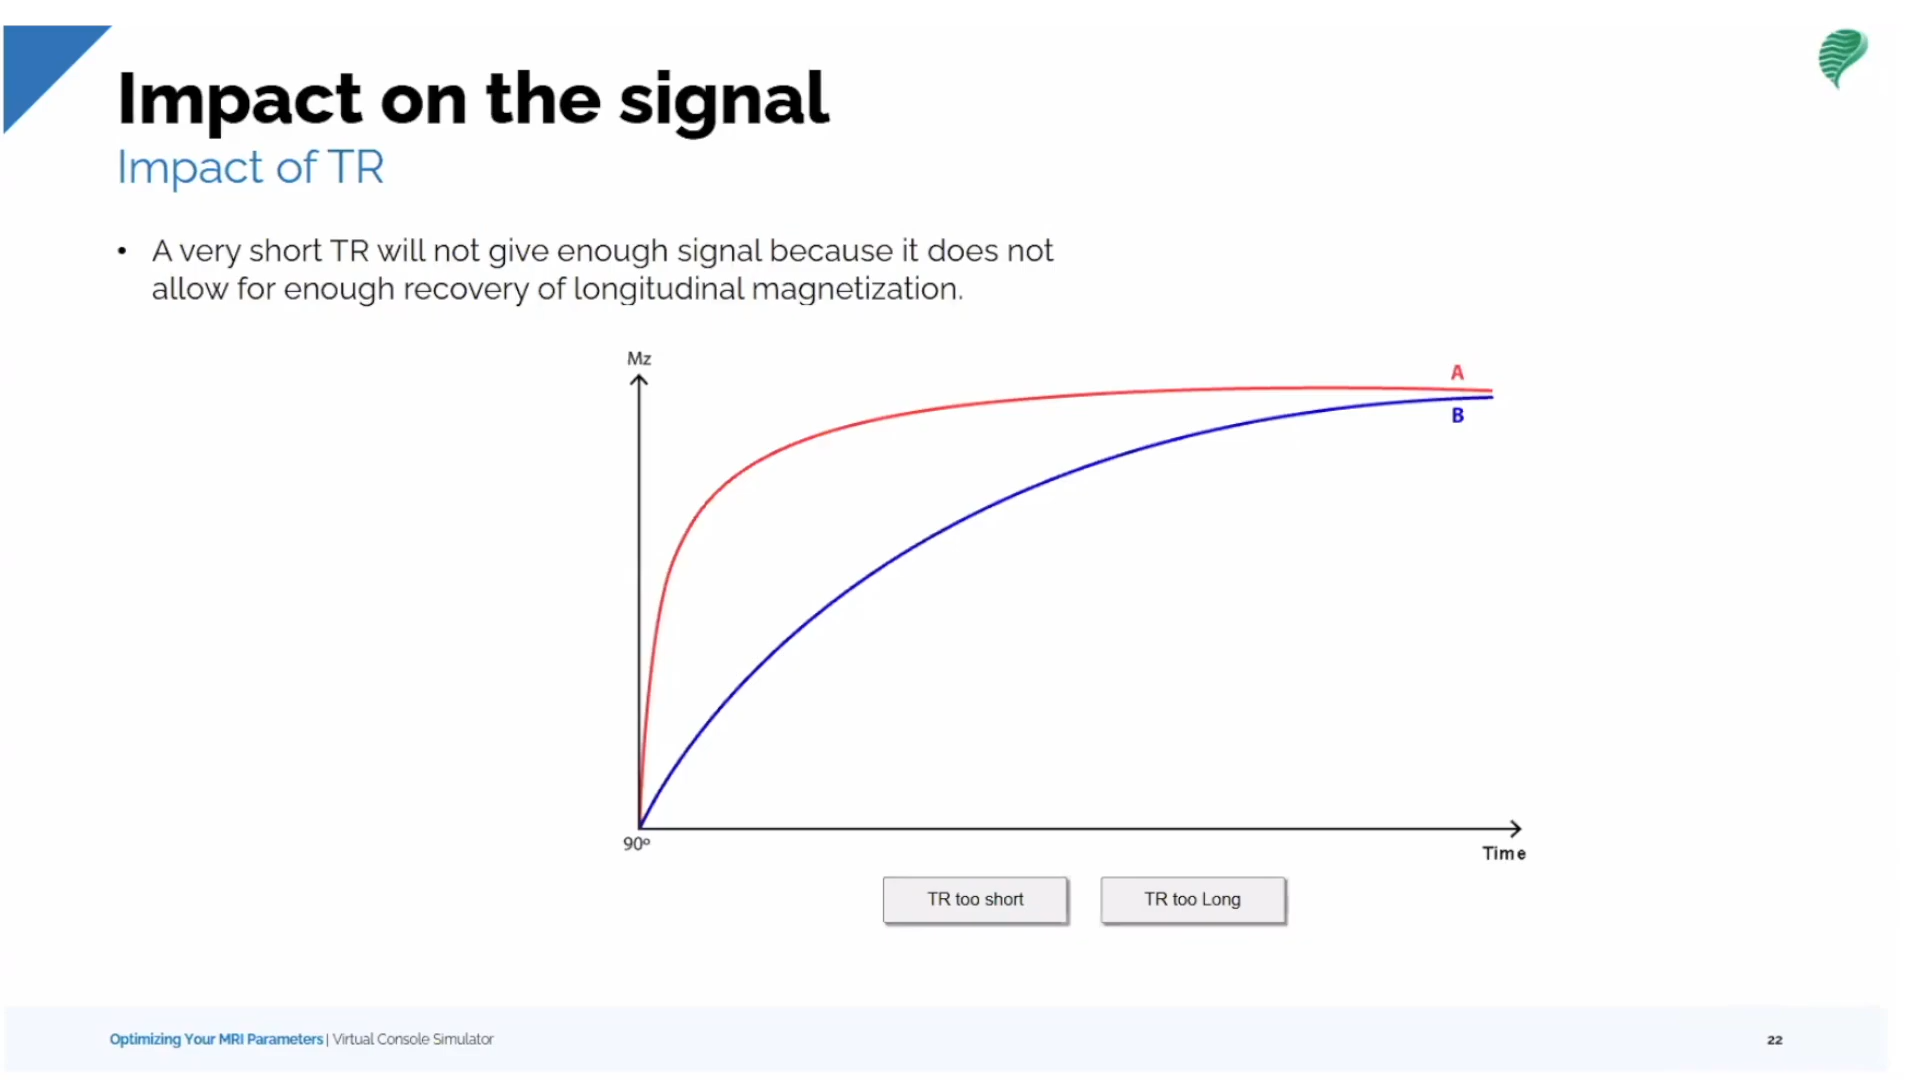 Impact on the signal
Impact of TR
• A very short TR will not give enough signal because it does not
allow for enough recovery of longitudinal magnetization.
Mz
A
B
90º
Time
TR too short
TR too Long
Optimizing Your MRI Parameters | Virtual Console Simulator
22